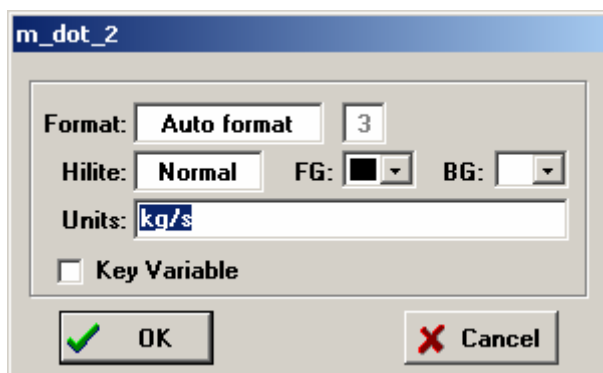 m_dot_2
Format: Auto format 3
Hilite: Normal FG: BG:
Units: kg/s
Key Variable
OK Cancel